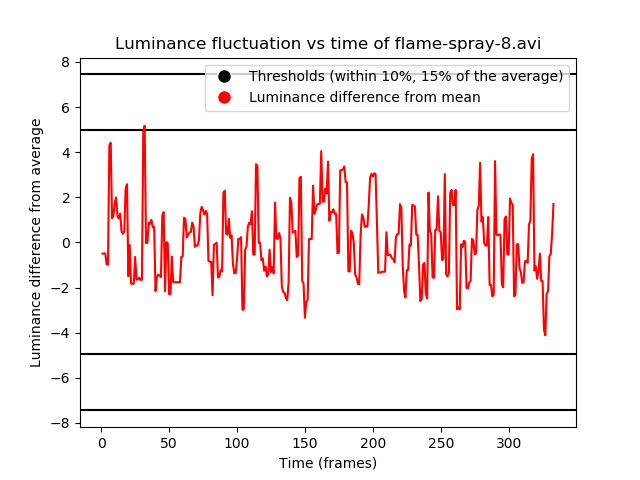 Luminance fluctuation vs time of flame-spray-8.avi
Thresholds (within 10%, 15% of the average)
Luminance difference from mean
Luminance difference from average
8
6
4
2
0
−2
−4
−6
−8
0 50 100 150 200 250 300
Time (frames)